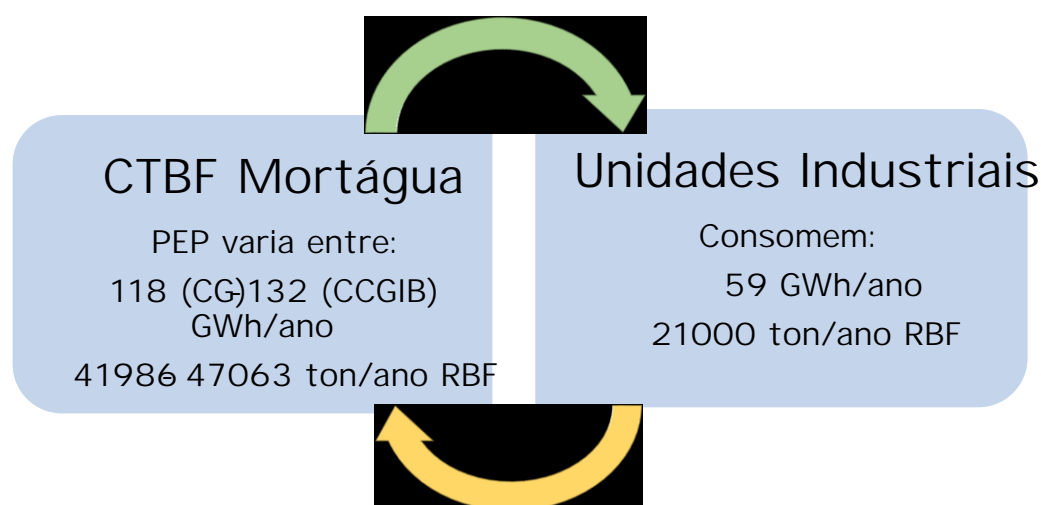 CTBF Mortágua
PEP varia entre:
118 (CG)-132 (CCGIB)
GWh/ano
41986- 47063 ton/ano RBF
Unidades Industriais
Consomem:
59 GWh/ano
21000 ton/ano RBF